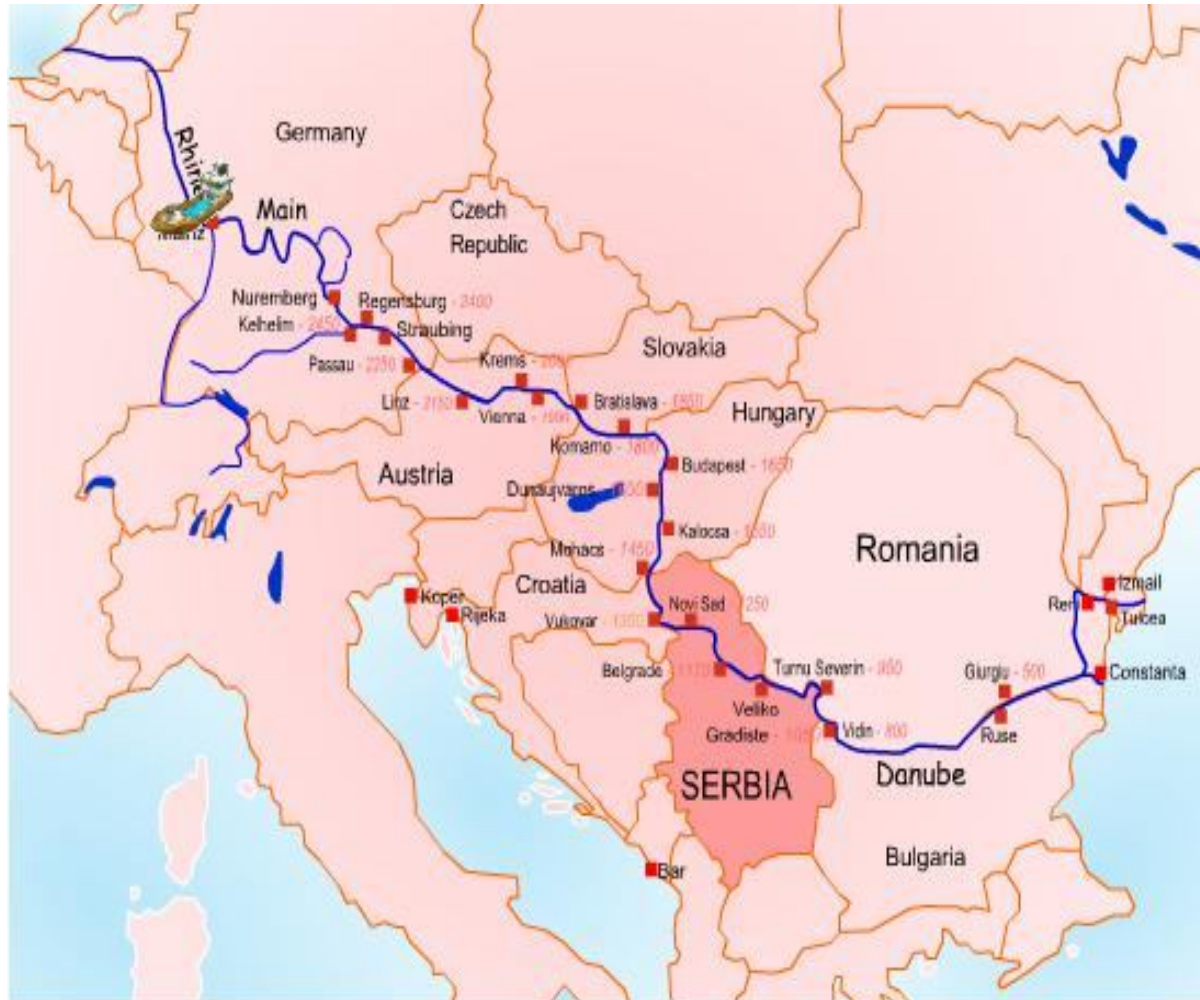 Germany
Rhine
Main
Czech
Republic
Nuremberg
Regensburg - 2400
Kelheim - 2450
Straubing
Passau - 2250
Krems
Slovakia
Linz - 2150
Vienna
Bratislava
Hungary
Komarno - 1800
Austria
Budapest - 1650
Dunaujvaros
Kalocsa
Mohacs - 1450
Romania
Croatia
Koper
Rijeka
Novi Sad
Vukovar
Izmail
Reni
Tulcea
Belgrade
Turnu Severin
Giurgiu - 500
Constanta
Veliko
Gradiste
Vidin - 800
Ruse
SERBIA
Danube
Bulgaria
Bar